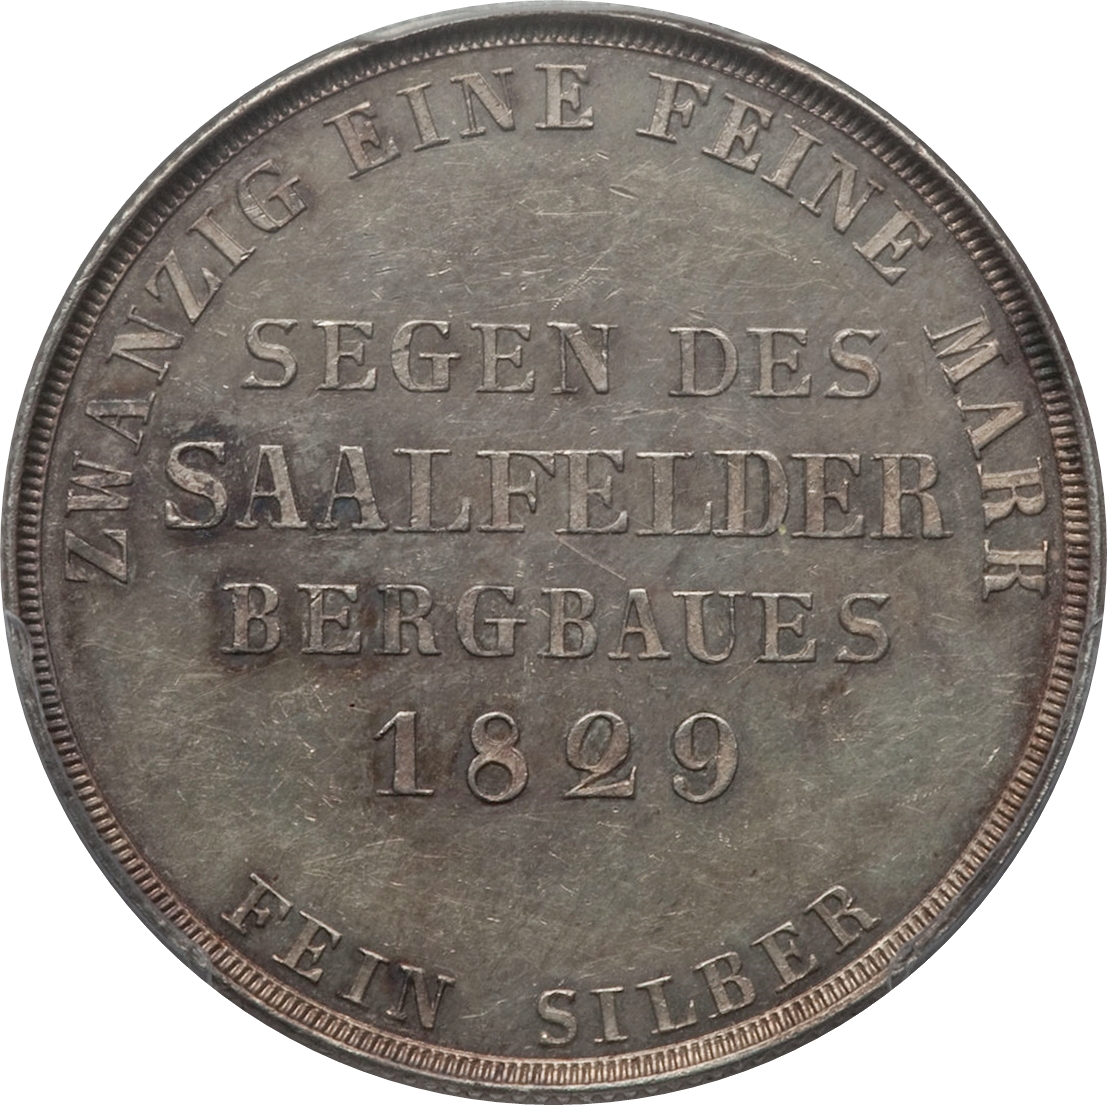 ZWANZIG EINE FEINE MARK
SEGEN DES
SAALFELDER
BERGBAUES
1829
FEIN SILBER